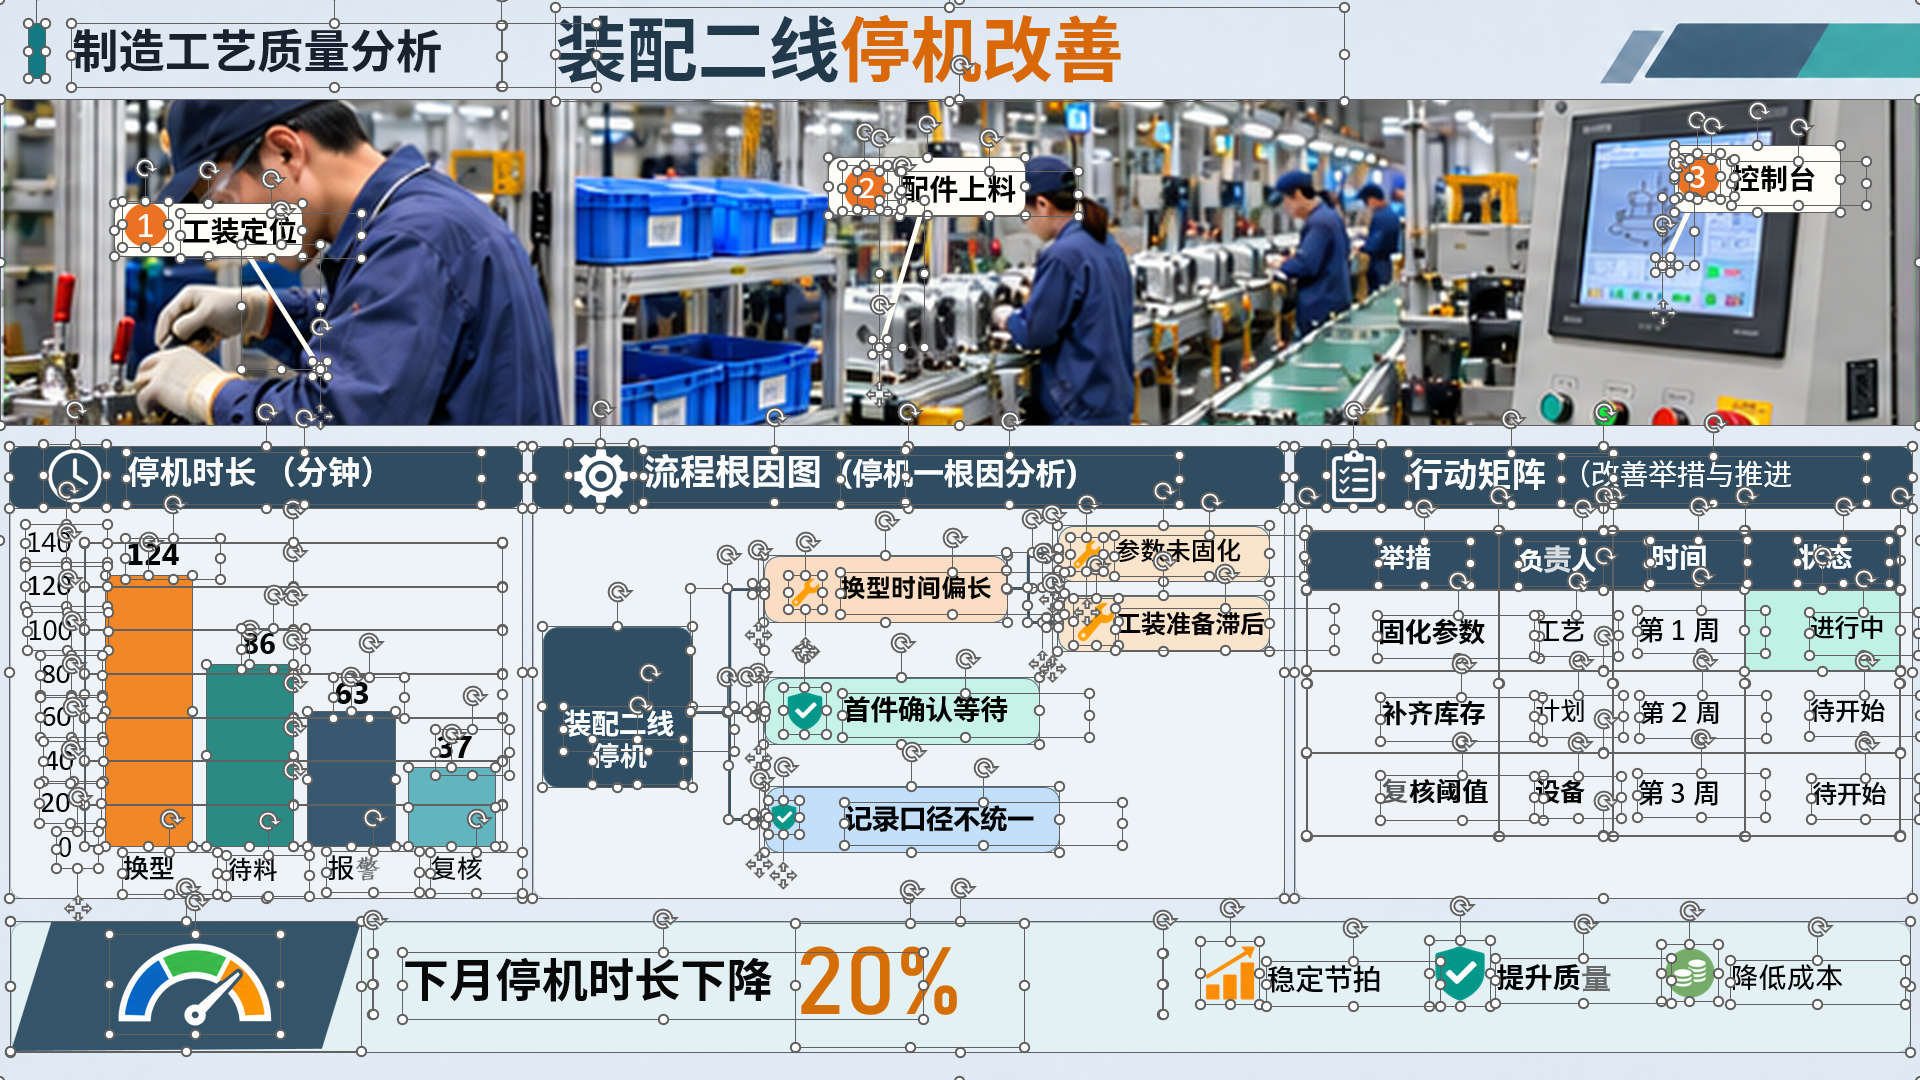 制造工艺质量分析
装配二线停机改善
1 工装定位
2 配件上料
3 控制台
停机时长（分钟）
140
120
100
80
60
40
20
0
124
86
63
37
换型
待料
报警
复核
流程根因图（停机一根因分析)
装配二线
停机
换型时间偏长
首件确认等待
记录口径不统一
参数未固化
工装准备滞后
行动矩阵（改善举措与推进
举措 负责人 时间 状态
固化参数 工艺 第 1 周 进行中
补齐库存 计划 第 2 周 待开始
复核阈值 设备 第 3 周 待开始
下月停机时长下降 20%
稳定节拍
提升质量
降低成本